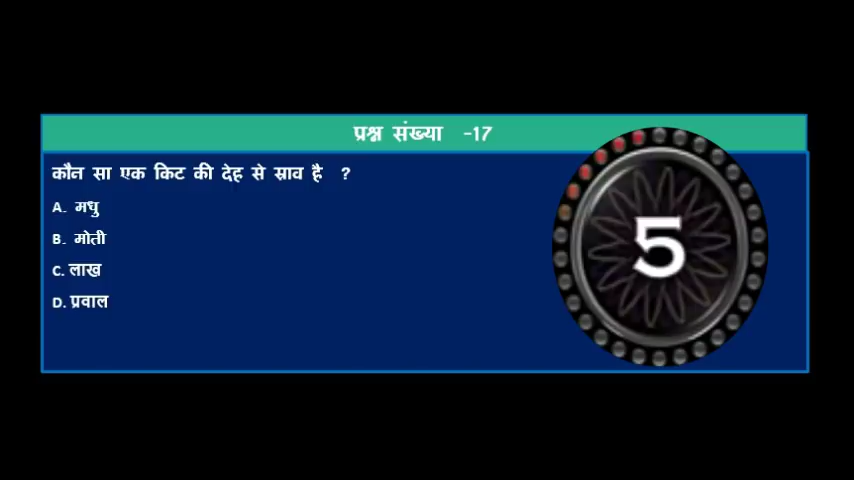 प्रश्न संख्या -17
कौन सा एक किट की देह से स्राव है ?
A. मधु
B. मोती
C. लाख
D. प्रवाल
5